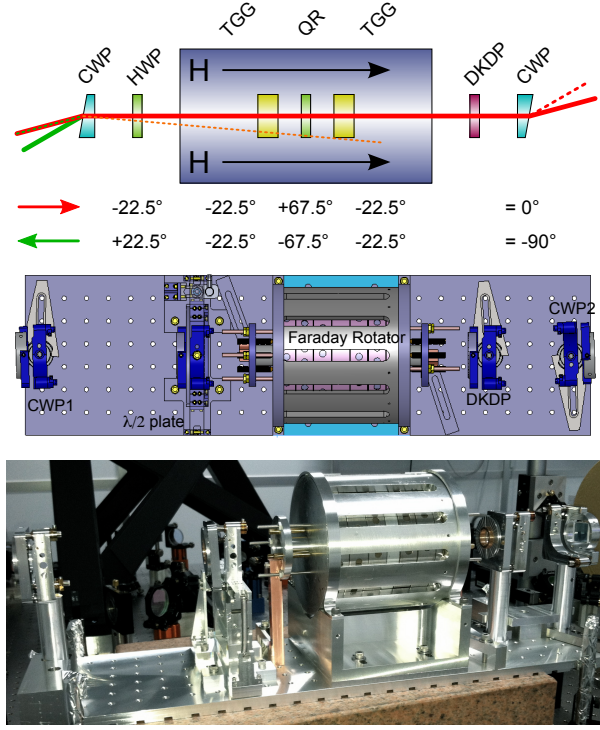 TGG QR TGG
CWP HWP DKDP CWP
H
H
-22.5° -22.5° +67.5° -22.5° = 0°
+22.5° -22.5° -67.5° -22.5° = -90°
CWP2
Faraday Rotator
CWP1
DKDP
λ/2 plate